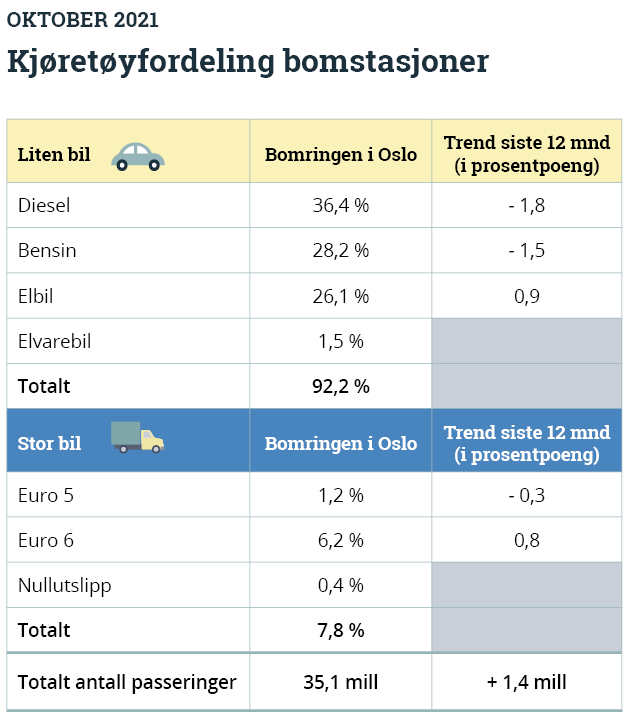 OKTOBER 2021
Kjøretøyfordeling bomstasjoner
Liten bil Bomringen i Oslo Trend siste 12 mnd (i prosentpoeng)
Diesel 36,4 % - 1,8
Bensin 28,2 % - 1,5
Elbil 26,1 % 0,9
Elvarebil 1,5 %
Totalt 92,2 %
Stor bil Bomringen i Oslo Trend siste 12 mnd (i prosentpoeng)
Euro 5 1,2 % - 0,3
Euro 6 6,2 % 0,8
Nullutslipp 0,4 %
Totalt 7,8 %
Totalt antall passeringer 35,1 mill + 1,4 mill